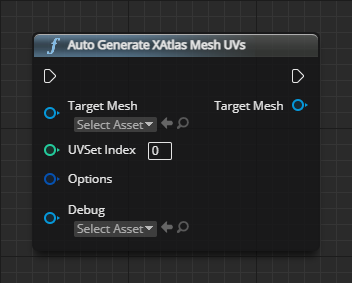 Auto Generate XAtlas Mesh UVs
Target Mesh
Target Mesh
Select Asset
UVSet Index 0
Options
Debug
Select Asset